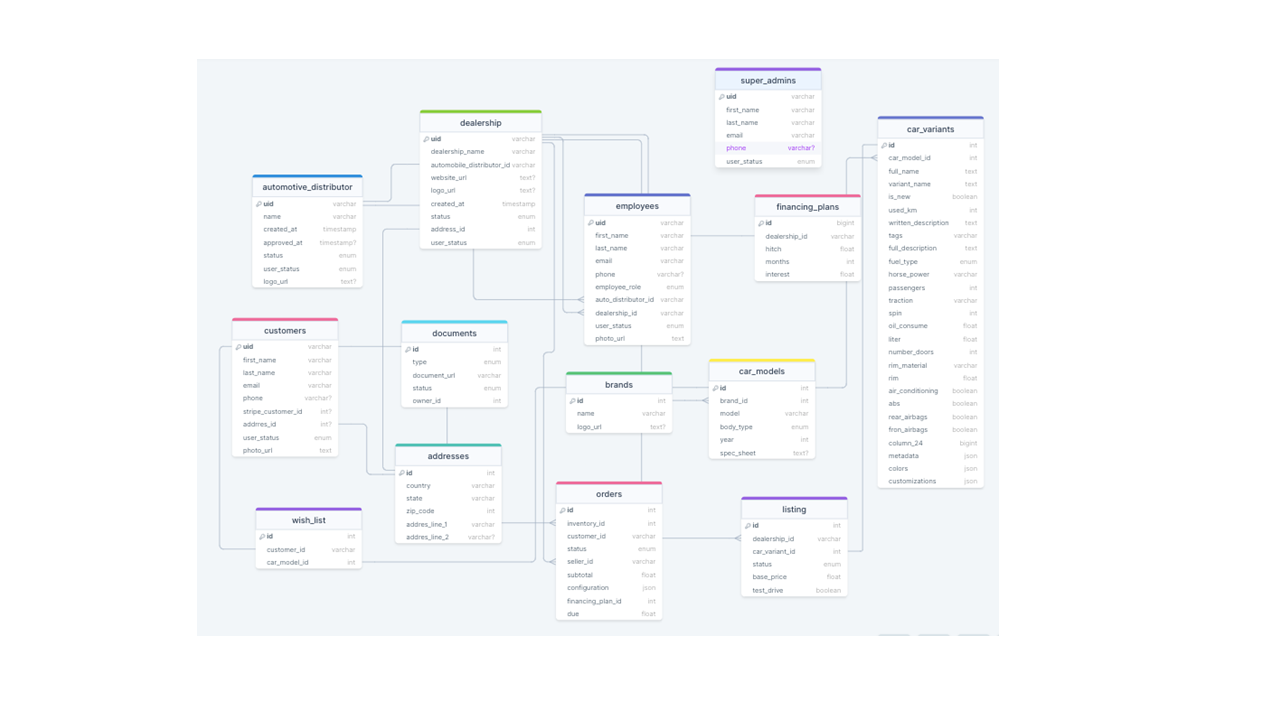 super_admins
uid varchar
first_name varchar
last_name varchar
email varchar
phone varchar?
user_status enum
dealership
uid varchar
dealership_name varchar
automobile_distributor_id varchar
website_url text?
logo_url text?
created_at timestamp
status enum
address_id int
user_status enum
car_variants
id int
car_model_id int
full_name text
variant_name text
is_new boolean
used_km int
written_description text
tags varchar
full_description text
fuel_type enum
horse_power varchar
passengers int
traction varchar
spin int
oil_consume float
liter float
number_doors int
rim_material varchar
rim float
air_conditioning boolean
abs boolean
rear_airbags boolean
fron_airbags boolean
column_24 bigint
metadata json
colors json
customizations json
automotive_distributor
uid varchar
name varchar
created_at timestamp
approved_at timestamp?
status enum
user_status enum
logo_url text?
employees
uid varchar
first_name varchar
last_name varchar
email varchar
phone varchar?
employee_role enum
auto_distributor_id varchar
dealership_id varchar
user_status enum
photo_url text
financing_plans
id bigint
dealership_id varchar
hitch float
months int
interest float
customers
uid varchar
first_name varchar
last_name varchar
email varchar
phone varchar?
stripe_customer_id int?
addrres_id int?
user_status enum
photo_url text
documents
id int
type enum
document_url varchar
status enum
owner_id int
brands
id int
name varchar
logo_url text?
car_models
id int
brand_id int
model varchar
body_type enum
year int
spec_sheet text?
addresses
id int
country varchar
state varchar
zip_code int
addres_line_1 varchar
addres_line_2 varchar?
wish_list
id int
customer_id varchar
car_model_id int
orders
id int
inventory_id int
customer_id varchar
status enum
seller_id varchar
subtotal float
configuration json
financing_plan_id int
due float
listing
id int
dealership_id varchar
car_variant_id int
status enum
base_price float
test_drive boolean